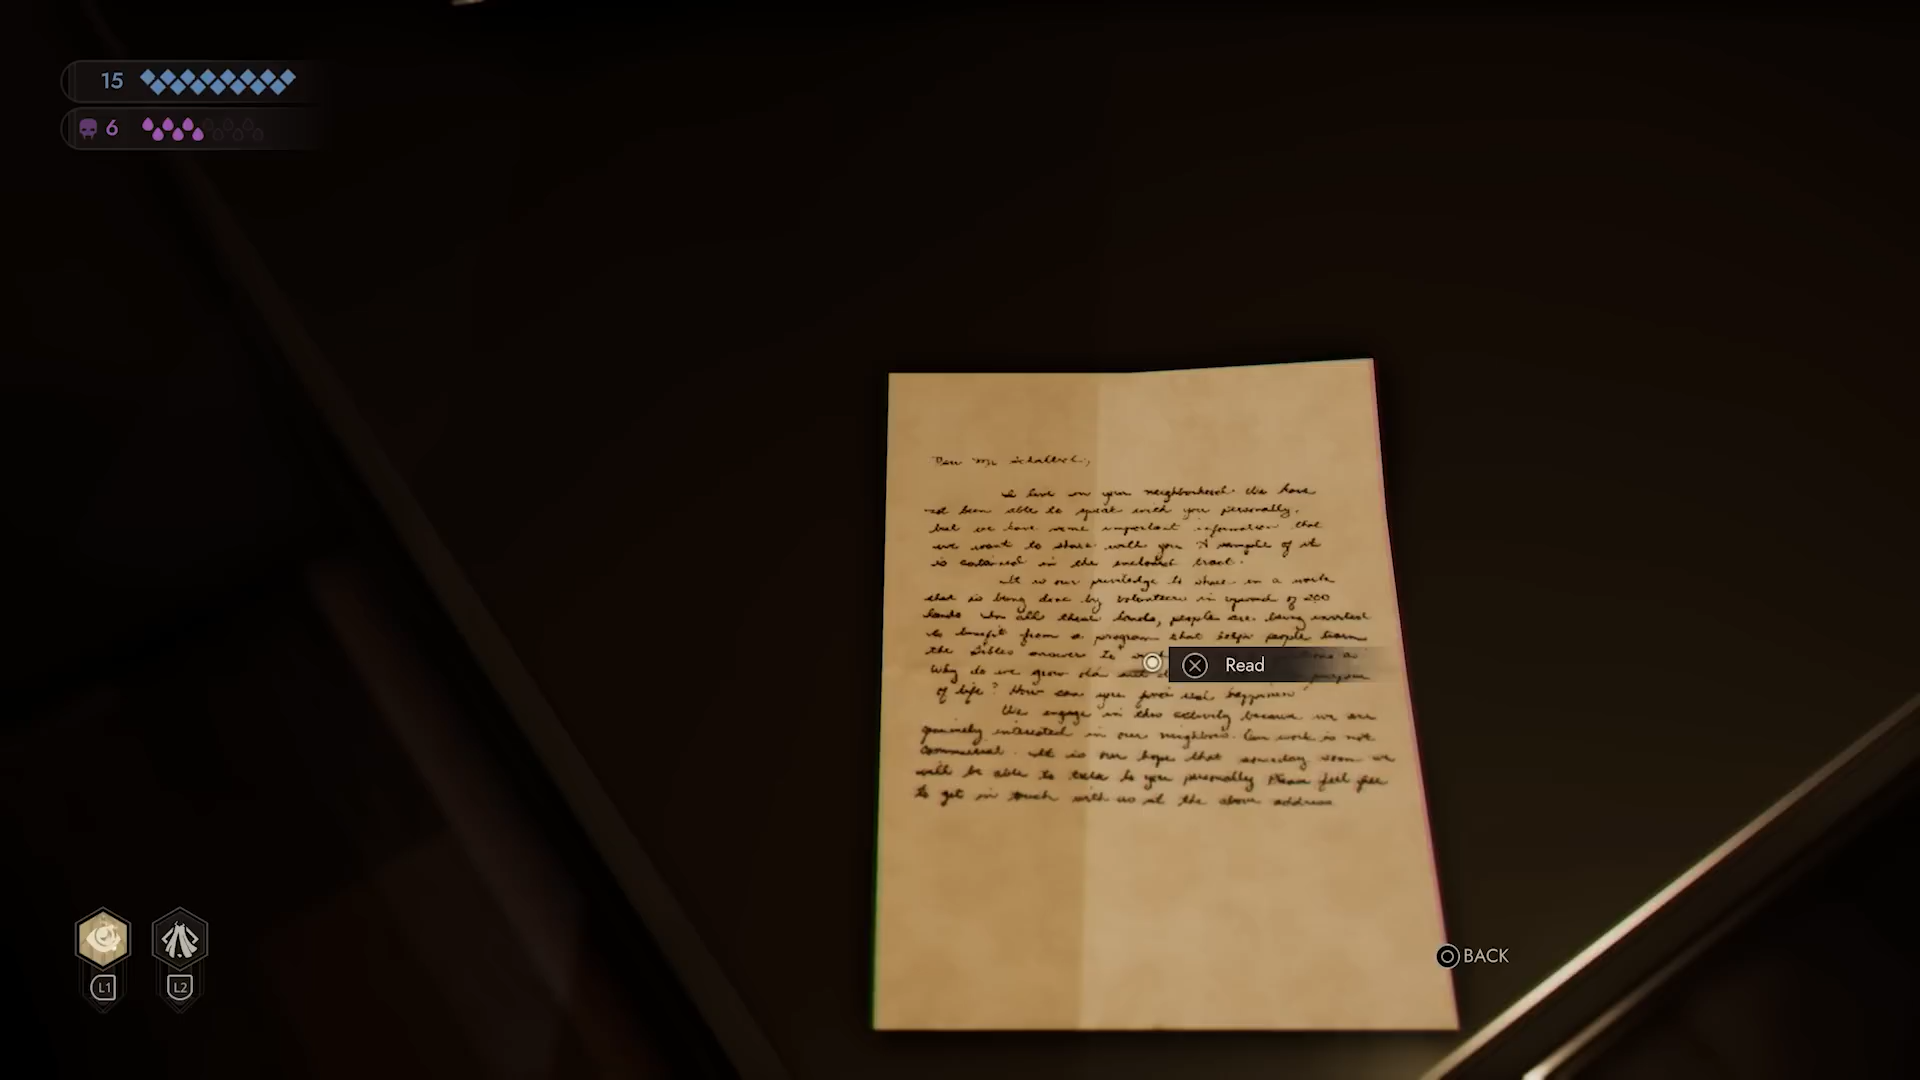 15
6
Dear Mr
I live in your neighborhood. We have
not been able to speak with you personally,
but we have some important information that
we want to share with you. A sample of it
is contained in the enclosed tract.
It is our privilege to share in a work
that is being done by volunteers in upward of 200
lands. In all these lands, people are being invited
to benefit from a program that helps people learn
the Bibles answer to
Why do we grow old and purpose
of life? How can you find real happiness?
We engage in this activity because we are
genuinely interested in our neighbors. Our work is not
commercial. It is our hope that someday soon we
will be able to to you personally Please feel free
to get in touch with us at the above address
Read
BACK
L1 L2